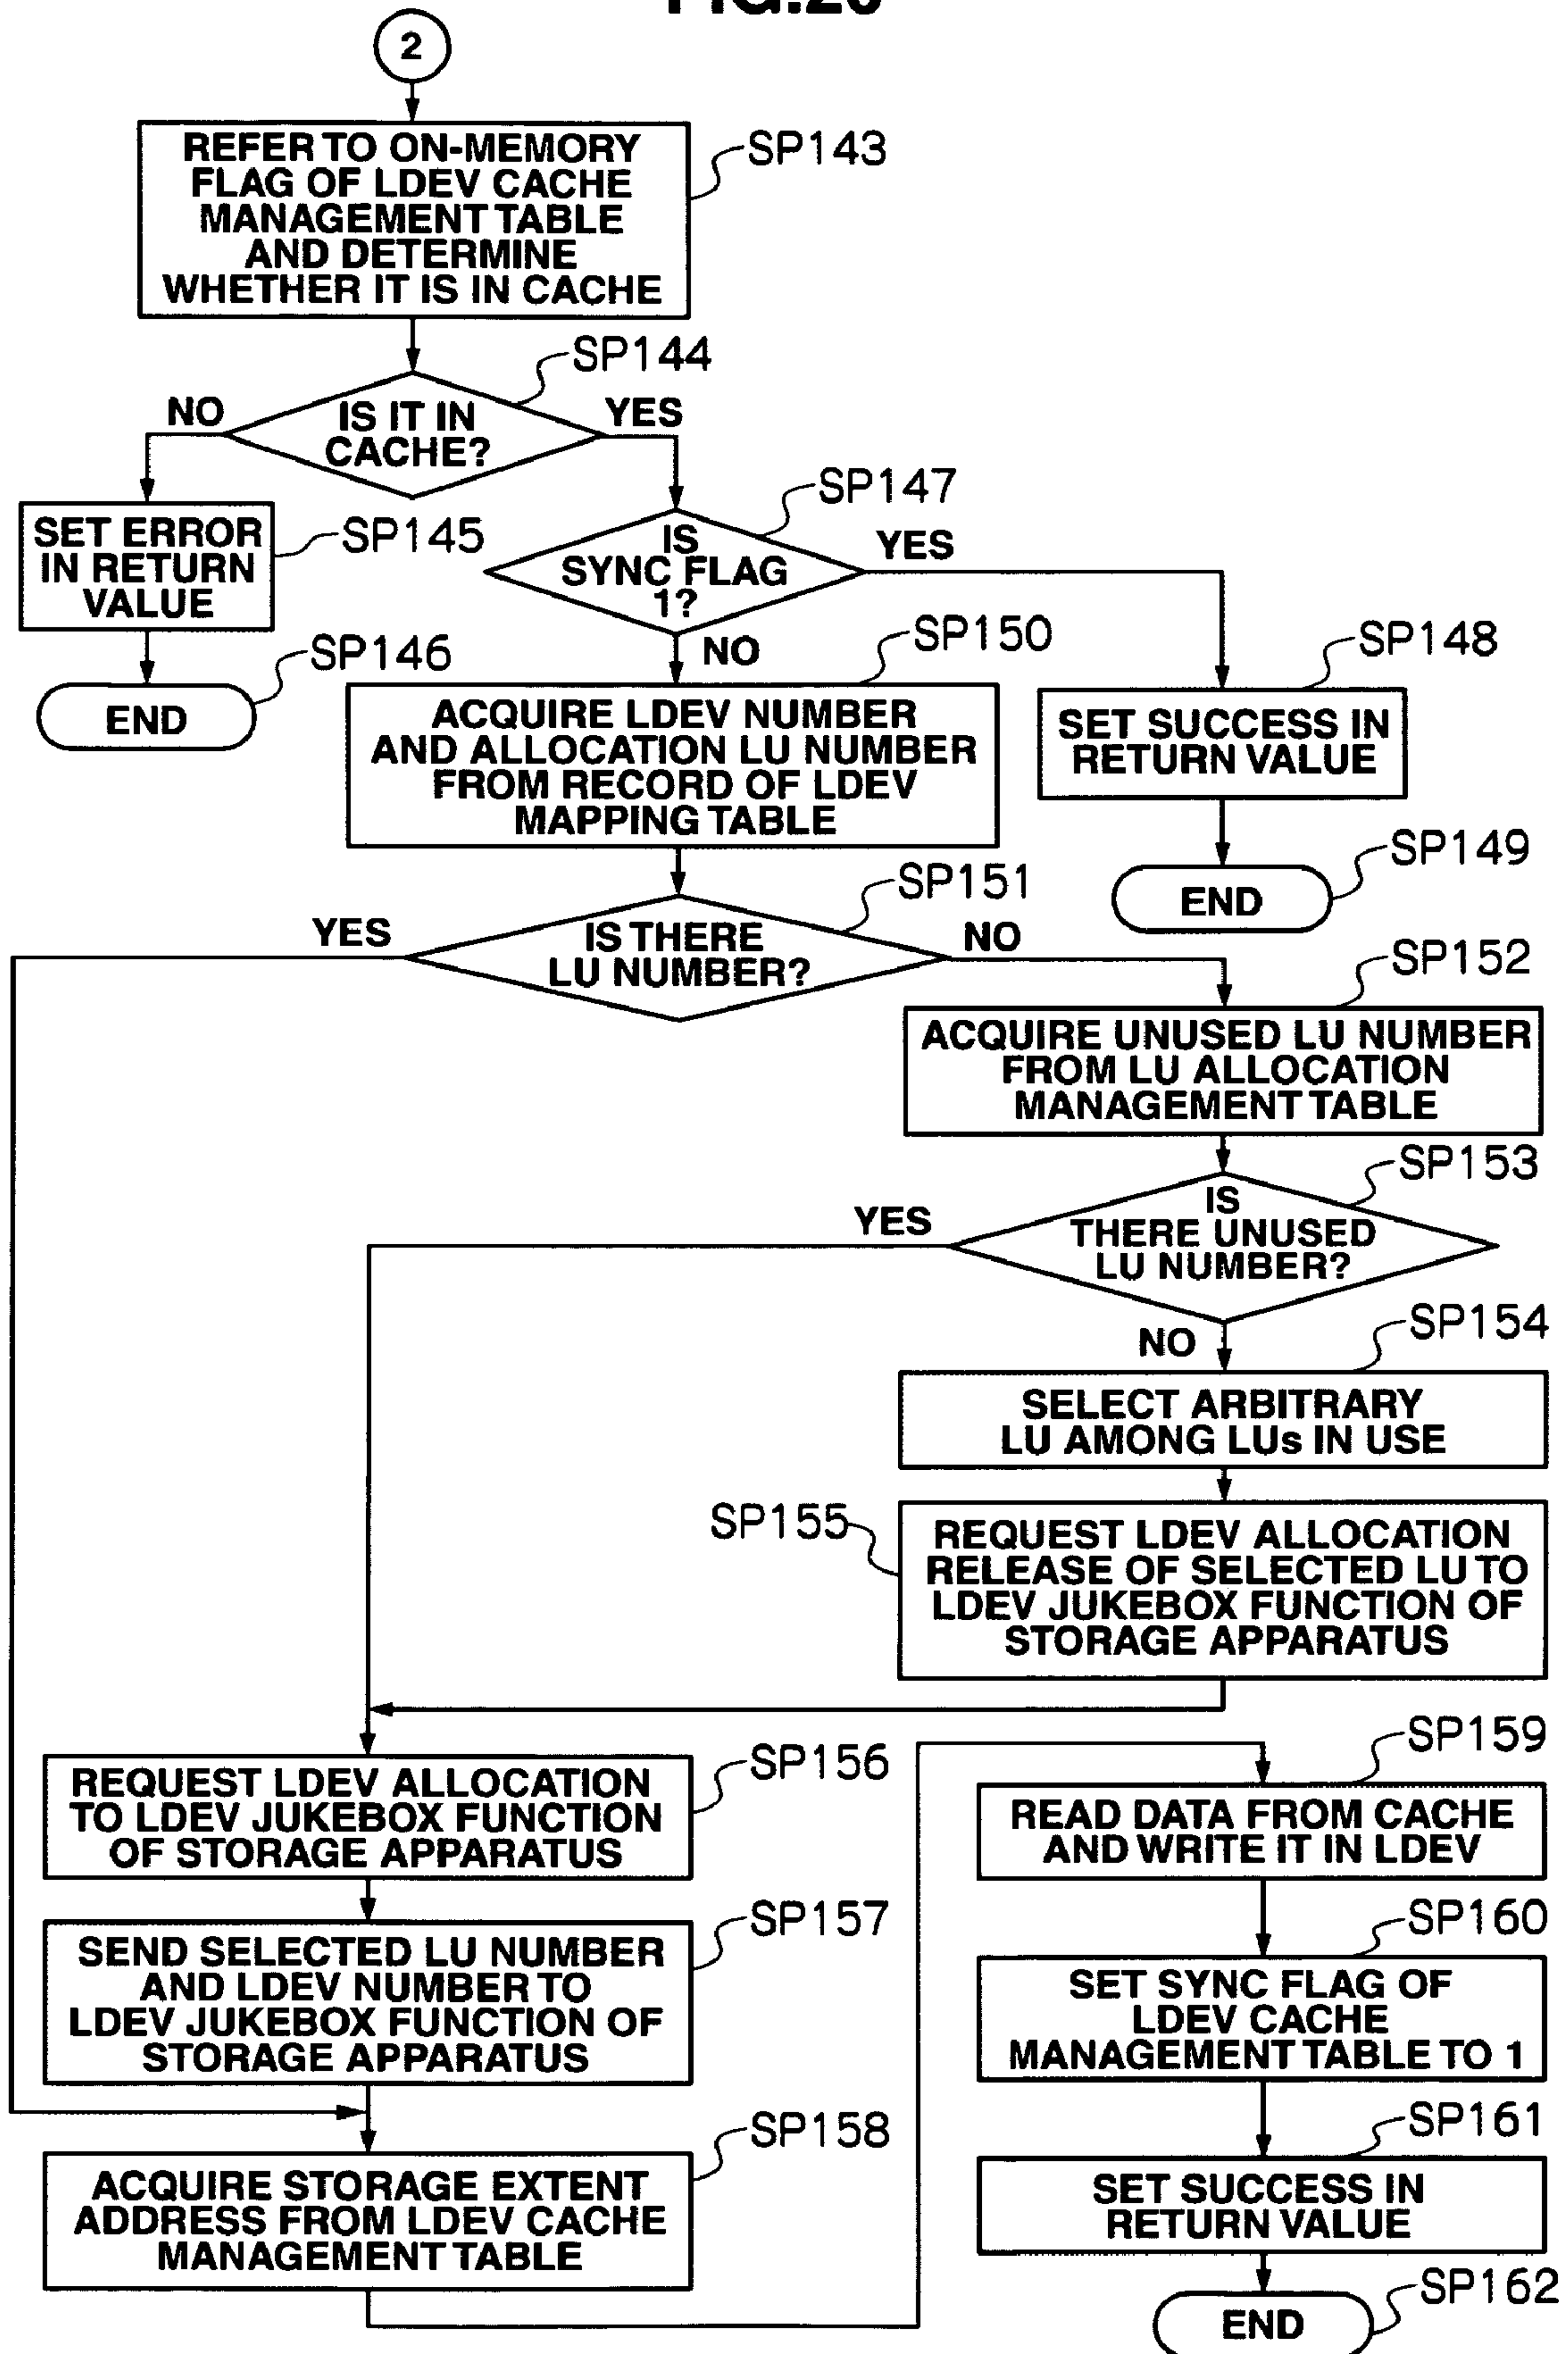 2
REFER TO ON-MEMORY
FLAG OF LDEV CACHE
MANAGEMENT TABLE
AND DETERMINE
WHETHER IT IS IN CACHE
SP143
SP144
NO
IS IT IN
CACHE?
YES
SET ERROR
IN RETURN
VALUE
SP145
SP146
END
SP147
IS
SYNC FLAG
1?
YES
NO
SP148
SET SUCCESS IN
RETURN VALUE
SP149
END
SP150
ACQUIRE LDEV NUMBER
AND ALLOCATION LU NUMBER
FROM RECORD OF LDEV
MAPPING TABLE
SP151
YES
IS THERE
LU NUMBER?
NO
SP152
ACQUIRE UNUSED LU NUMBER
FROM LU ALLOCATION
MANAGEMENT TABLE
SP153
YES
IS
THERE UNUSED
LU NUMBER?
NO
SP154
SELECT ARBITRARY
LU AMONG LUs IN USE
SP155
REQUEST LDEV ALLOCATION
RELEASE OF SELECTED LU TO
LDEV JUKEBOX FUNCTION OF
STORAGE APPARATUS
SP156
REQUEST LDEV ALLOCATION
TO LDEV JUKEBOX FUNCTION
OF STORAGE APPARATUS
SP157
SEND SELECTED LU NUMBER
AND LDEV NUMBER TO
LDEV JUKEBOX FUNCTION OF
STORAGE APPARATUS
SP158
ACQUIRE STORAGE EXTENT
ADDRESS FROM LDEV CACHE
MANAGEMENT TABLE
SP159
READ DATA FROM CACHE
AND WRITE IT IN LDEV
SP160
SET SYNC FLAG OF
LDEV CACHE
MANAGEMENT TABLE TO 1
SP161
SET SUCCESS IN
RETURN VALUE
SP162
END